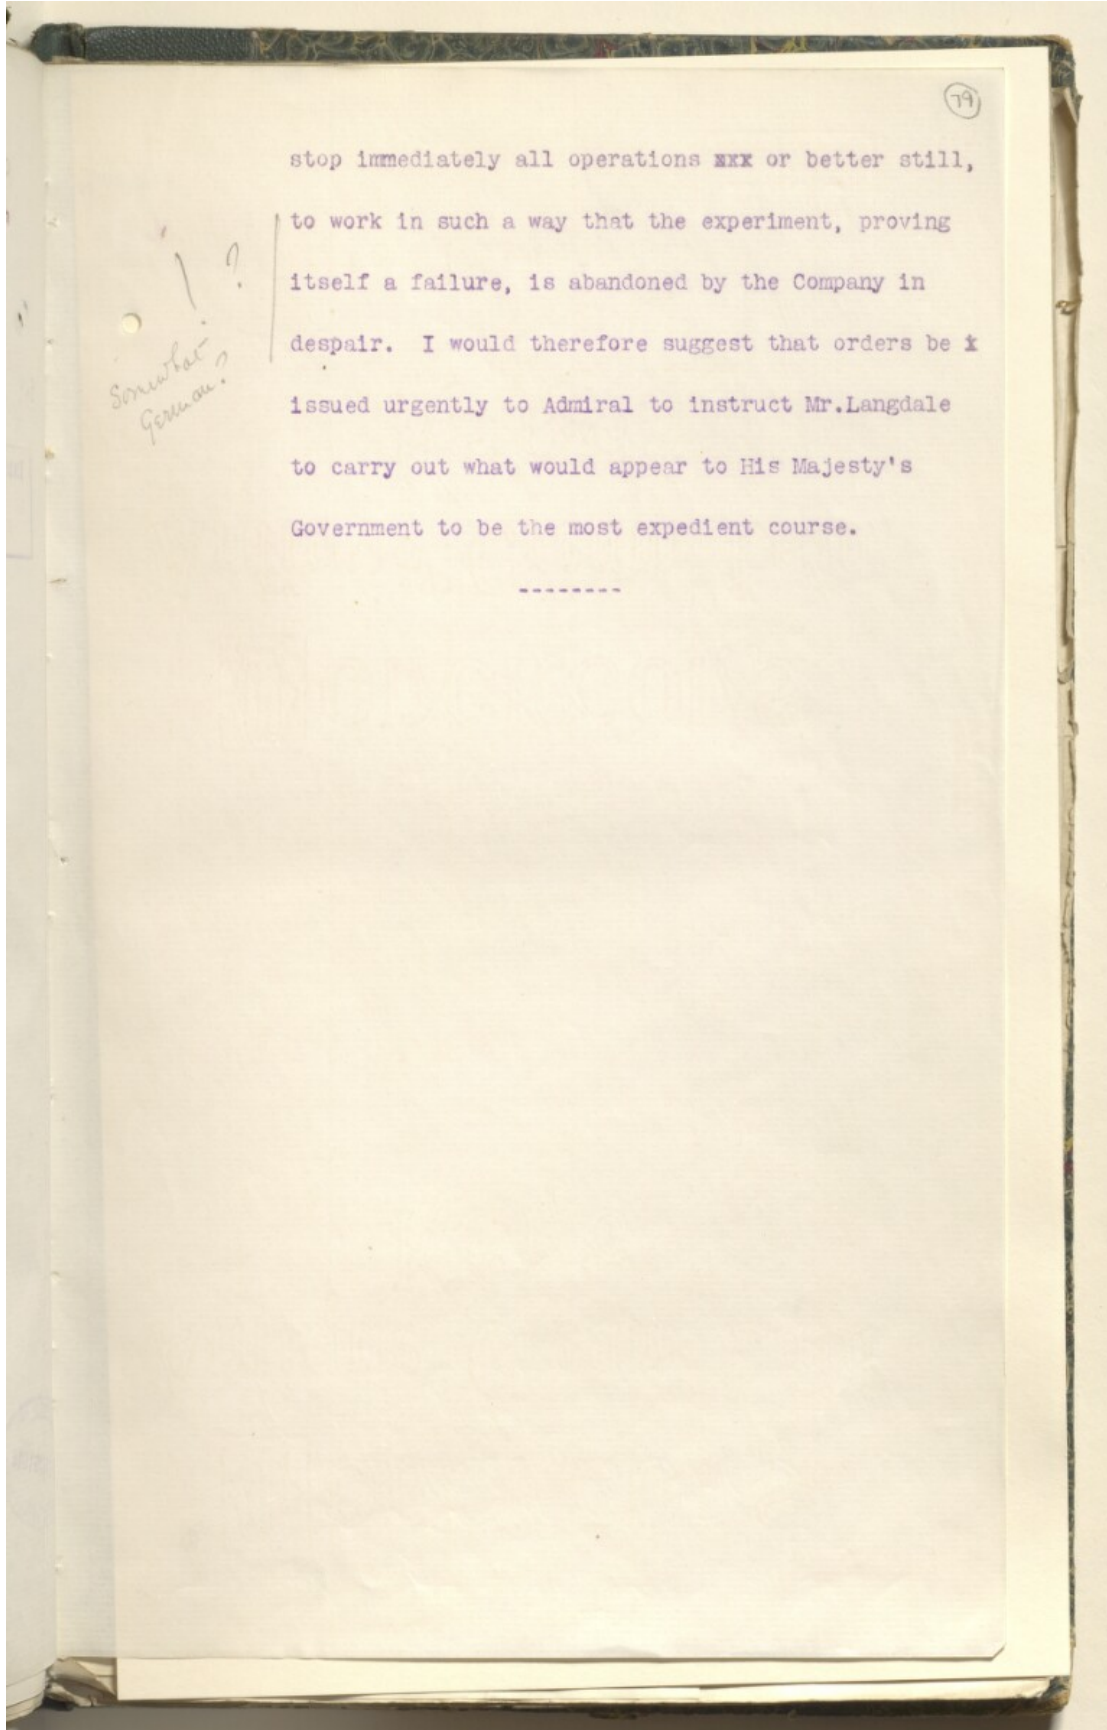 79
stop immediately all operations xxx or better still,
to work in such a way that the experiment, proving
itself a failure, is abandoned by the Company in
despair. I would therefore suggest that orders be x
issued urgently to Admiral to instruct Mr.Langdale
to carry out what would appear to His Majesty's
Government to be the most expedient course.
--------
! ?
Somewhat
German?